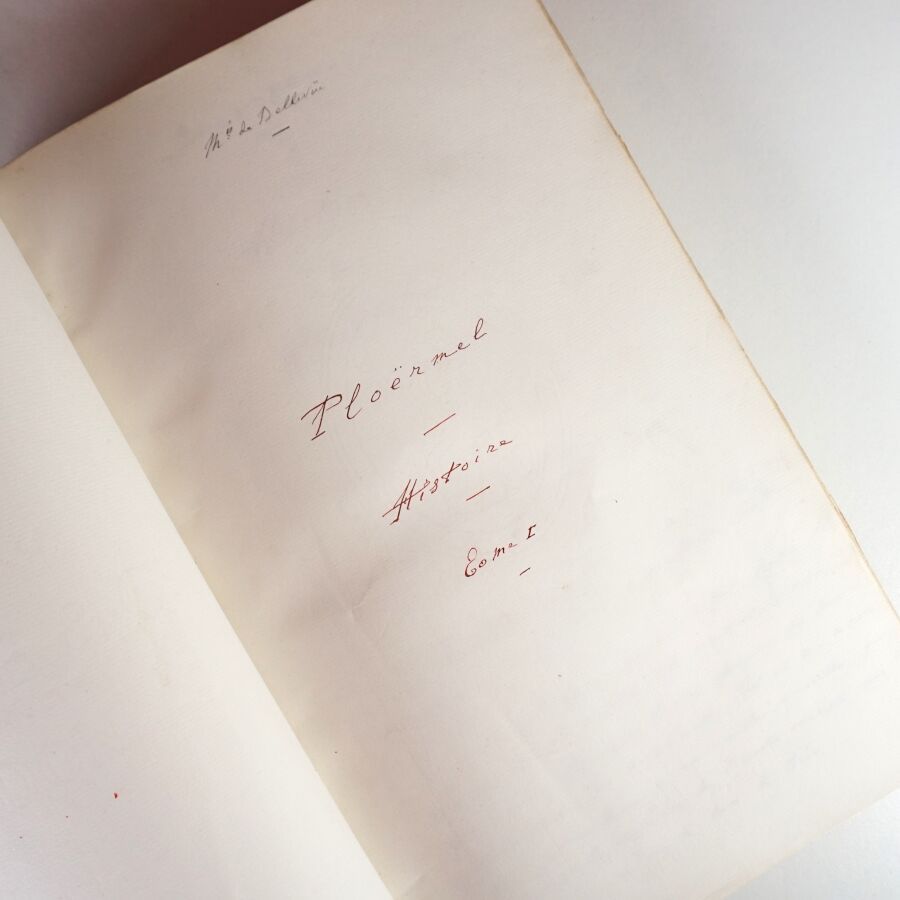 Mis de Bellevüe
Ploërmel
Histoire
Tome I